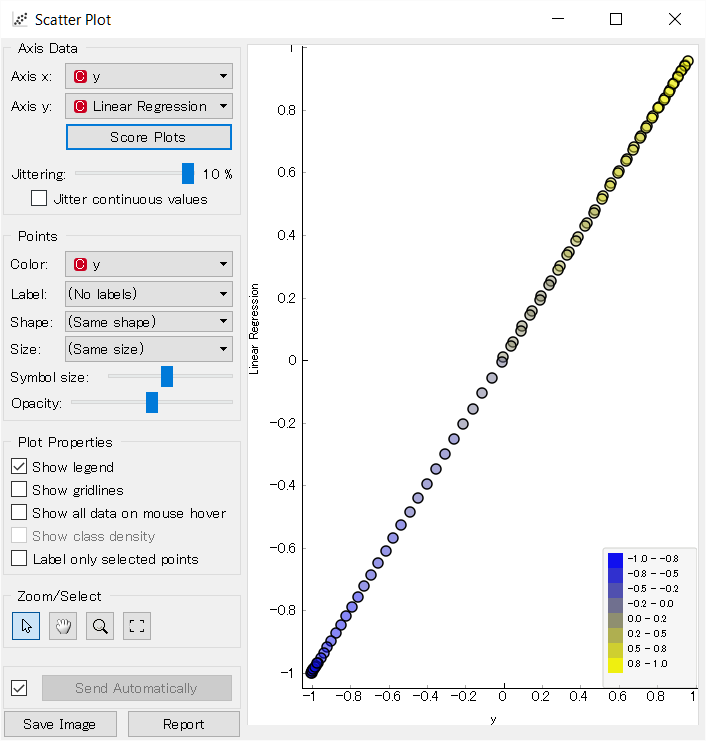 Scatter Plot
Axis Data
Axis x: C y
Axis y: C Linear Regression
Score Plots
Jittering: 10 %
Jitter continuous values
Points
Color: C y
Label: (No labels)
Shape: (Same shape)
Size: (Same size)
Symbol size:
Opacity:
Plot Properties
Show legend
Show gridlines
Show all data on mouse hover
Show class density
Label only selected points
Zoom/Select
Send Automatically
Save Image
Report
1
0.8
0.6
0.4
0.2
0
-0.2
-0.4
-0.6
-0.8
-1
Linear Regression
-1 -0.8 -0.6 -0.4 -0.2 0 0.2 0.4 0.6 0.8 1
y
-1.0 - -0.8
-0.8 - -0.5
-0.5 - -0.2
-0.2 - 0.0
0.0 - 0.2
0.2 - 0.5
0.5 - 0.8
0.8 - 1.0